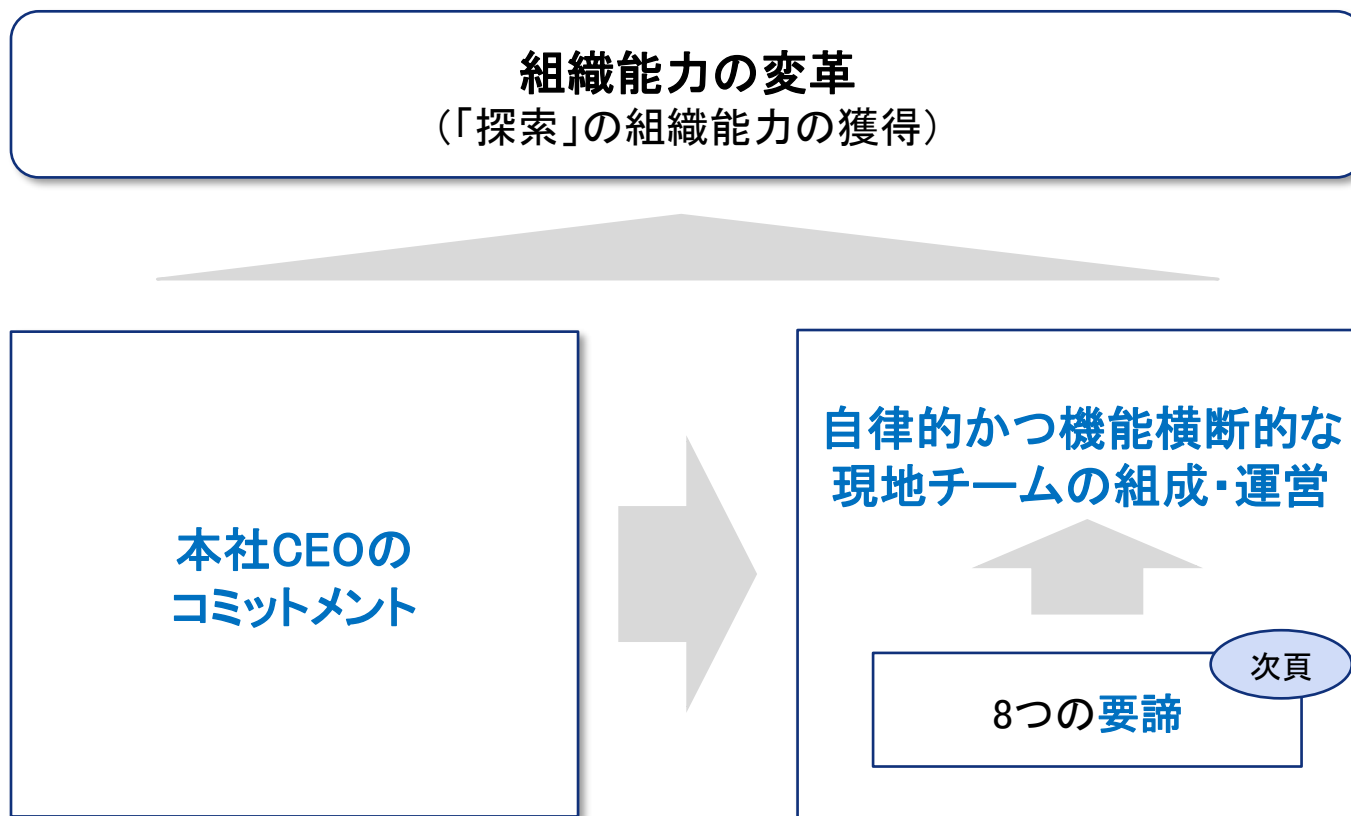 組織能力の変革
(「探索」の組織能力の獲得)
本社CEOの
コミットメント
自律的かつ機能横断的な
現地チームの組成・運営
次頁
8つの要諦